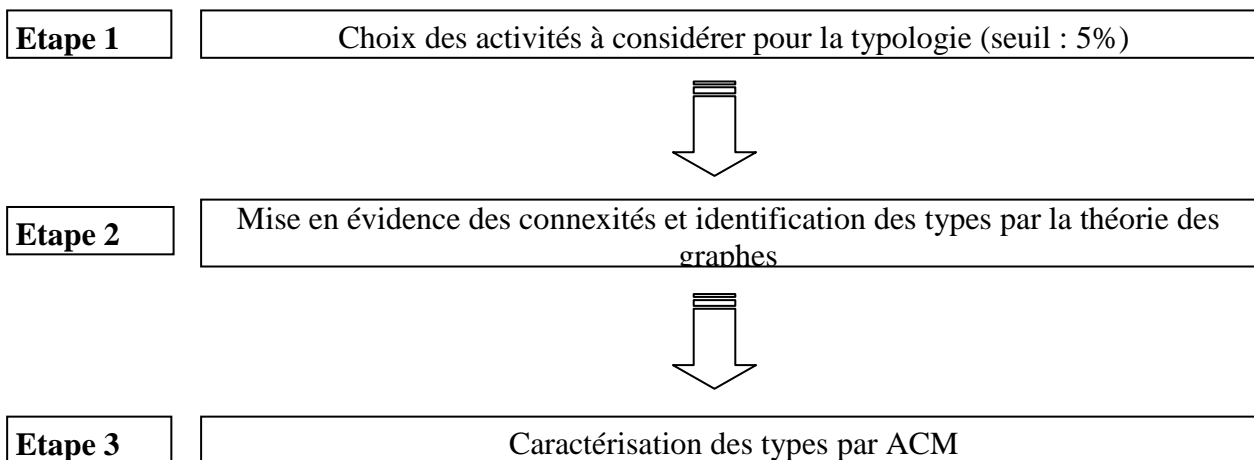 Etape 1
Choix des activités à considérer pour la typologie (seuil : 5%)
Etape 2
Mise en évidence des connexités et identification des types par la théorie des
graphes
Etape 3
Caractérisation des types par ACM